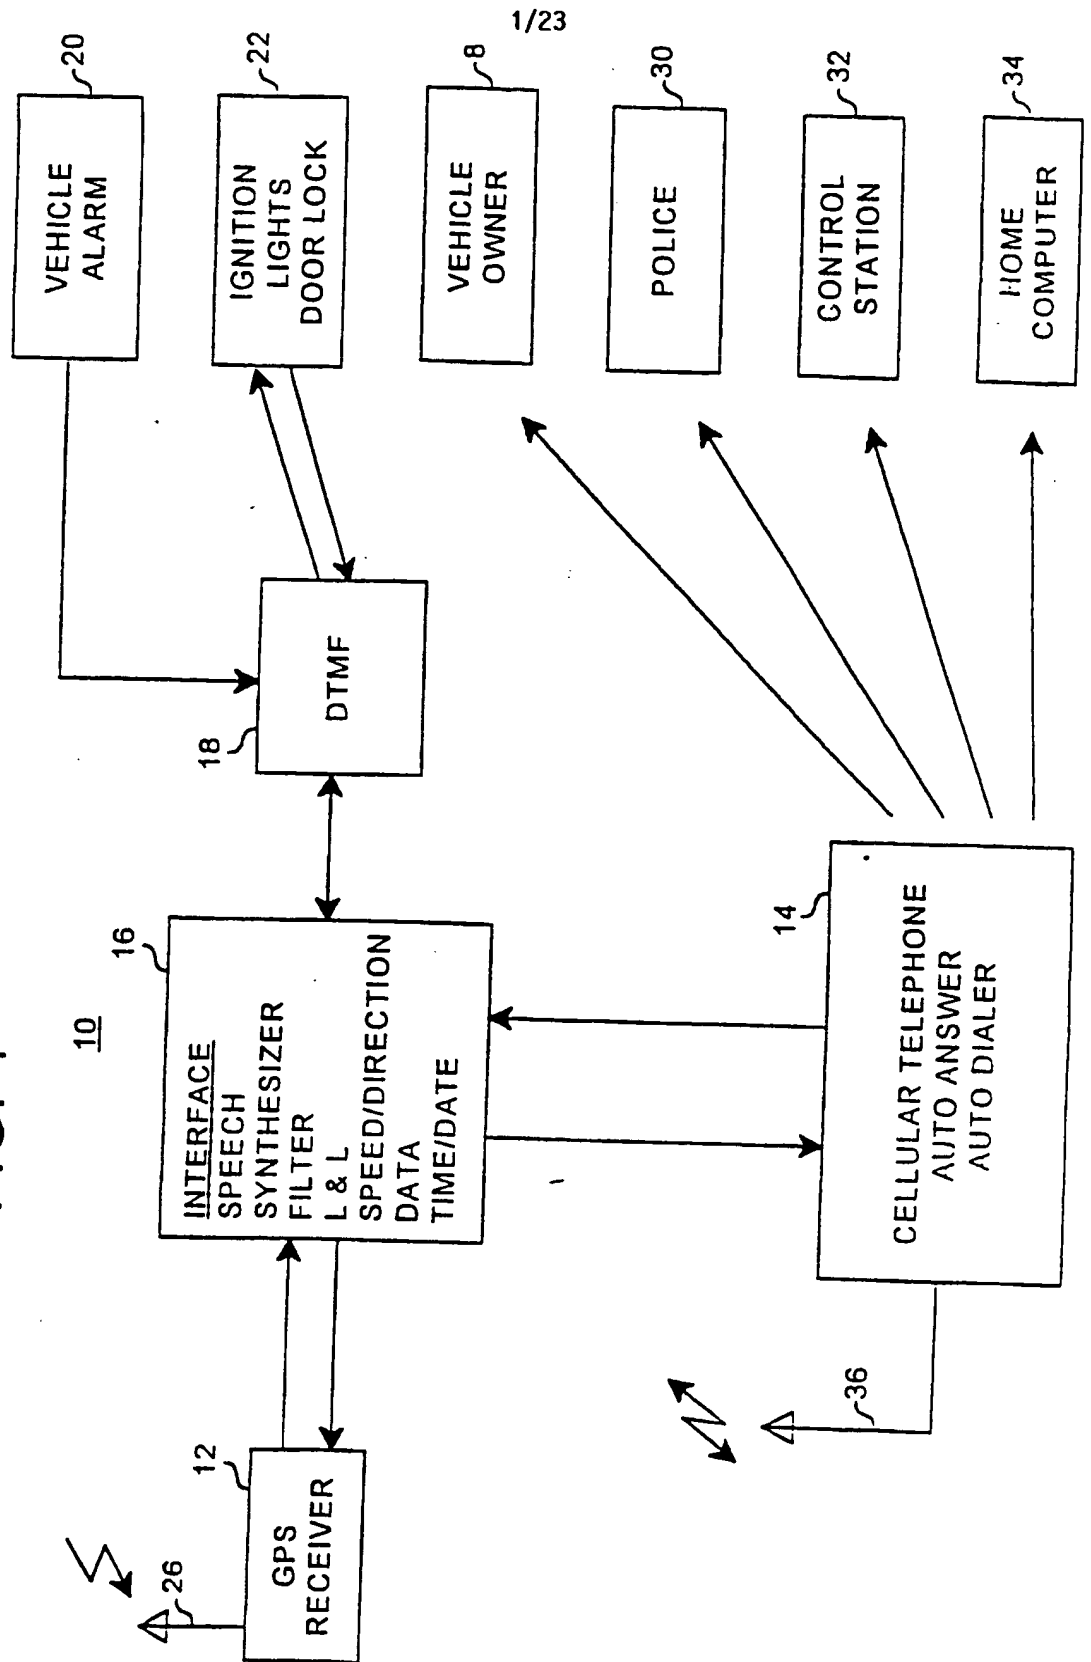 1/23
10
12
GPS
RECEIVER
26
16
INTERFACE
SPEECH
SYNTHESIZER
FILTER
L & L
SPEED/DIRECTION
DATA
TIME/DATE
18
DTMF
20
VEHICLE
ALARM
22
IGNITION
LIGHTS
DOOR LOCK
8
VEHICLE
OWNER
30
POLICE
32
CONTROL
STATION
34
HOME
COMPUTER
14
CELLULAR TELEPHONE
AUTO ANSWER
AUTO DIALER
36